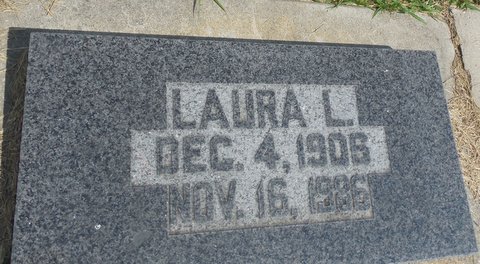 LAURA L.
DEC. 4, 1906
NOV. 16, 1986